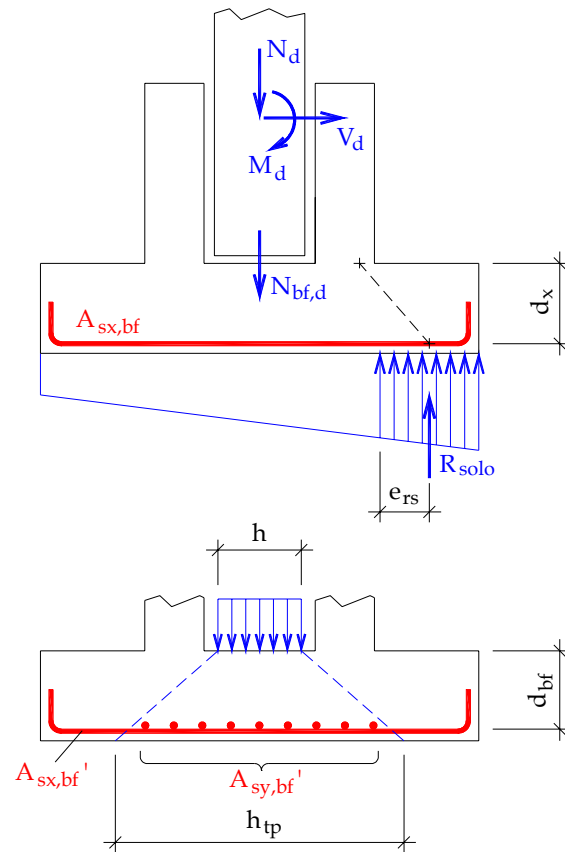 N_d
V_d
M_d
N_bf,d
A_sx,bf
d_x
R_solo
e_rs
h
d_bf
A_sx,bf'
A_sy,bf'
h_tp